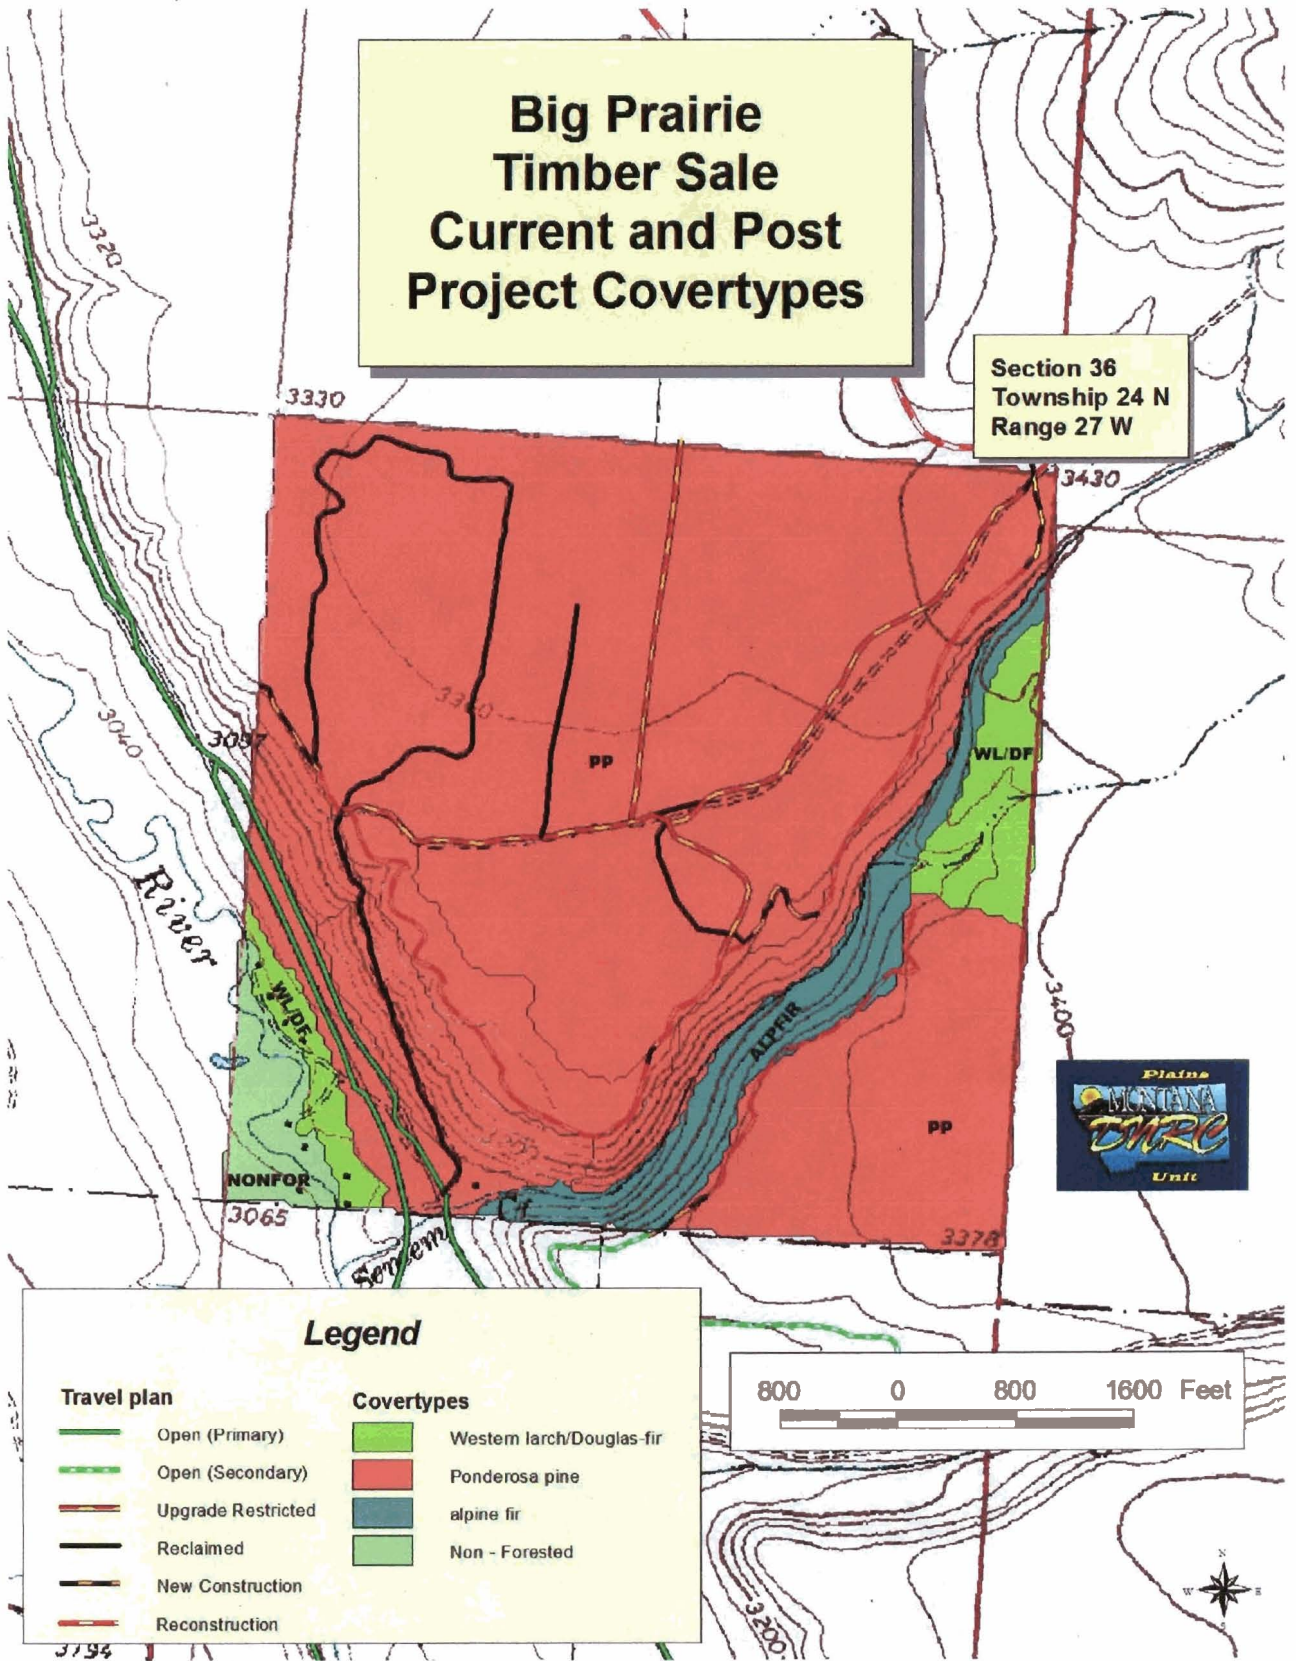 Big Prairie
Timber Sale
Current and Post
Project Covertypes
Section 36
Township 24 N
Range 27 W
3320
3330
3430
3040
3057
PP
WL/DF
River
WL/DF
ALPFIR
3400
PP
NONFOR
3065
3378
Plains
MONTANA
DNRC
Unit
Legend
Travel plan
Open (Primary)
Open (Secondary)
Upgrade Restricted
Reclaimed
New Construction
Reconstruction
Covertypes
Western larch/Douglas-fir
Ponderosa pine
alpine fir
Non - Forested
800 0 800 1600 Feet
3200
3794
N
W E
S